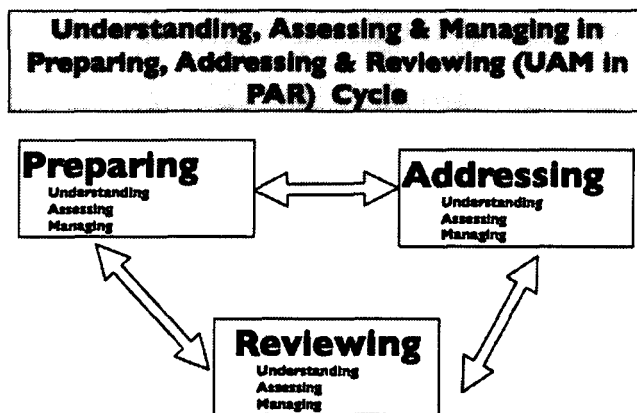 Understanding, Assessing & Managing in
Preparing, Addressing & Reviewing (UAM in
PAR) Cycle
Preparing
Understanding
Assessing
Managing
Addressing
Understanding
Assessing
Managing
Reviewing
Understanding
Assessing
Managing